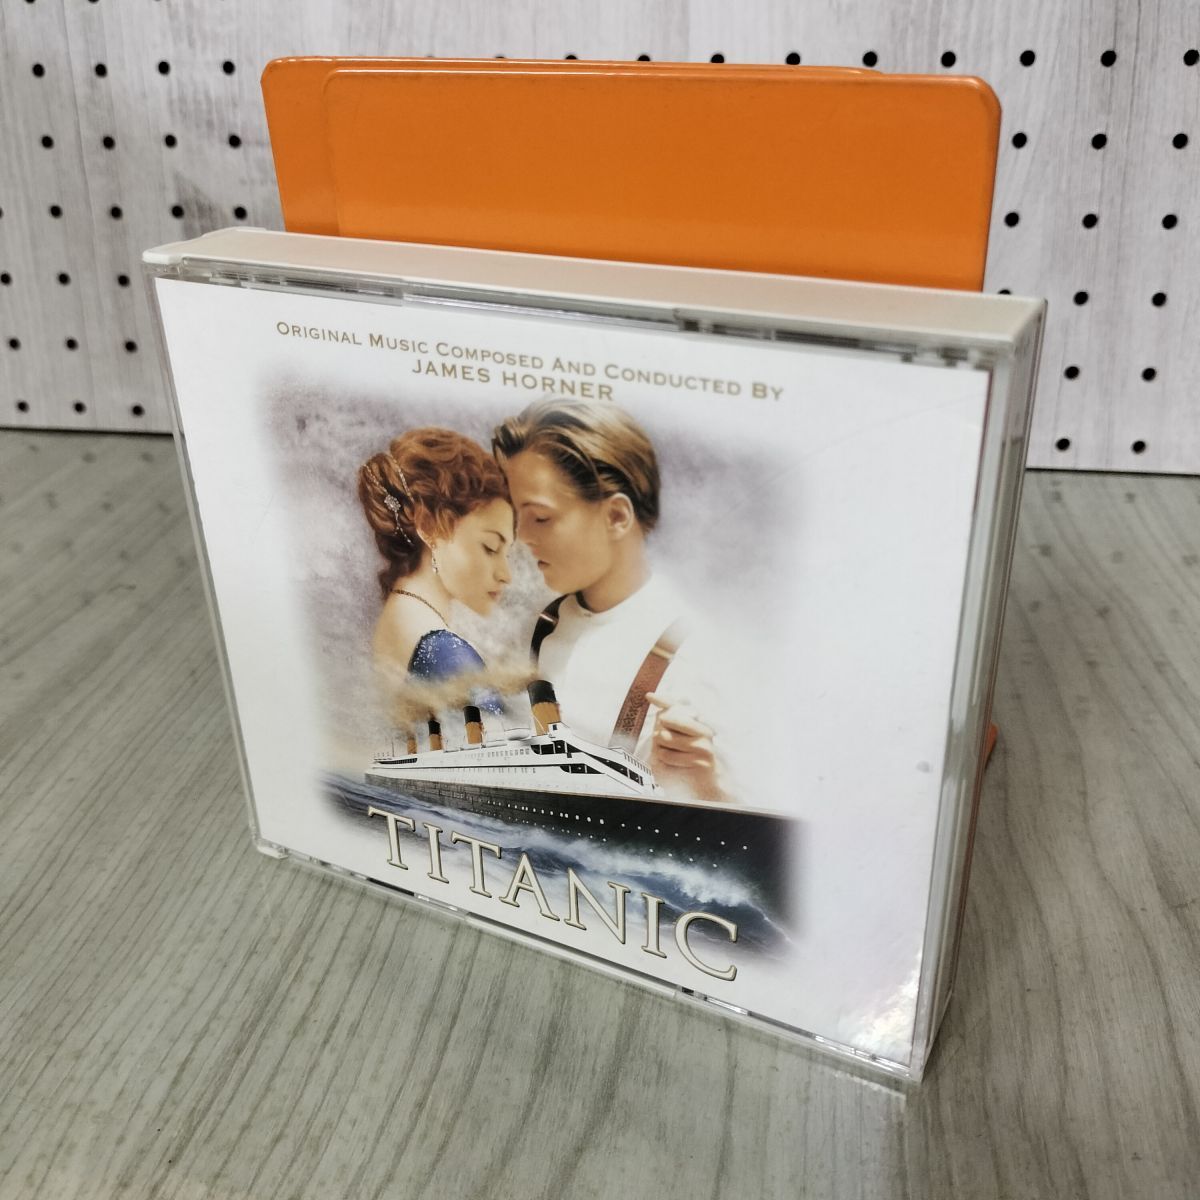 ORIGINAL MUSIC COMPOSED AND CONDUCTED BY
JAMES HORNER
TITANIC